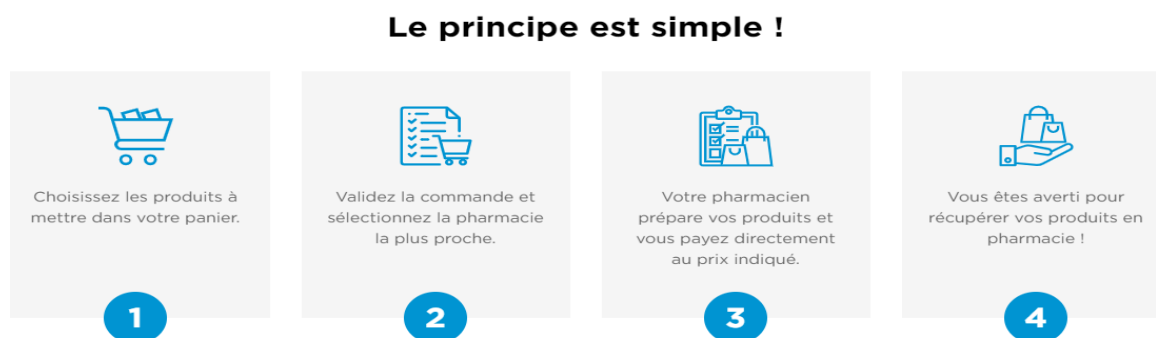 Le principe est simple !
Choisissez les produits à
mettre dans votre panier.
1
Validez la commande et
sélectionnez la pharmacie
la plus proche.
2
Votre pharmacien
prépare vos produits et
vous payez directement
au prix indiqué.
3
Vous êtes averti pour
récupérer vos produits en
pharmacie !
4